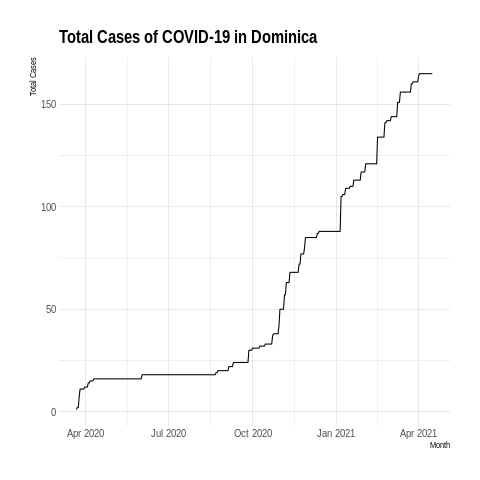 Total Cases of COVID-19 in Dominica
Total Cases
150
100
50
0
Apr 2020 Jul 2020 Oct 2020 Jan 2021 Apr 2021
Month